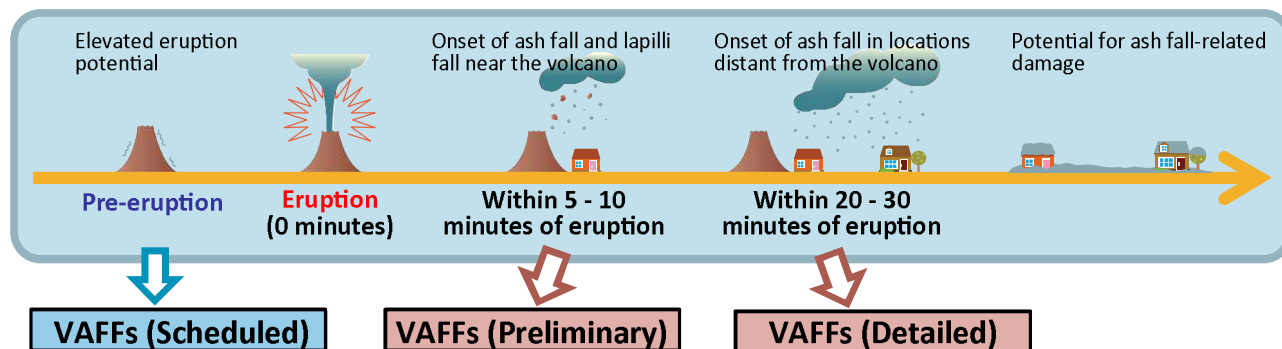 Elevated eruption
potential
Onset of ash fall and lapilli
fall near the volcano
Onset of ash fall in locations
distant from the volcano
Potential for ash fall-related
damage
Pre-eruption
Eruption
(0 minutes)
Within 5 - 10
minutes of eruption
Within 20 - 30
minutes of eruption
VAFFs (Scheduled)
VAFFs (Preliminary)
VAFFs (Detailed)